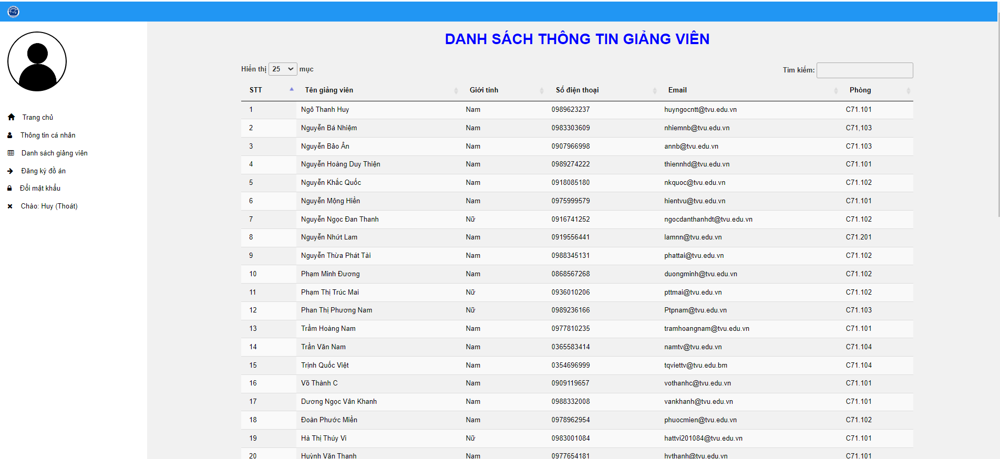 DANH SÁCH THÔNG TIN GIẢNG VIÊN
Trang chủ
Thông tin cá nhân
Danh sách giảng viên
Đăng ký đồ án
Đổi mật khẩu
Chào: Huy (Thoát)
Hiển thị 25 mục
Tìm kiếm:
STT Tên giảng viên Giới tính Số điện thoại Email Phòng
1 Ngô Thanh Huy Nam 0989623237 huyngocntt@tvu.edu.vn C71.101
2 Nguyễn Bá Nhiệm Nam 0983303609 nhiemnb@tvu.edu.vn C71,103
3 Nguyễn Bảo Ân Nam 0907966998 annb@tvu.edu.vn C71.103
4 Nguyễn Hoàng Duy Thiện Nam 0989274222 thiennhd@tvu.edu.vn C71.101
5 Nguyễn Khắc Quốc Nam 0918085180 nkquoc@tvu.edu.vn C71.102
6 Nguyễn Mộng Hiền Nam 0975999579 hientvu@tvu.edu.vn C71.101
7 Nguyễn Ngọc Đan Thanh Nữ 0916741252 ngocdanthanhdt@tvu.edu.vn C71.102
8 Nguyễn Nhứt Lam Nam 0919556441 lamnn@tvu.edu.vn C71.201
9 Nguyễn Thừa Phát Tài Nam 0988345131 phattai@tvu.edu.vn C71.102
10 Phạm Minh Đương Nam 0868567268 duongminh@tvu.edu.vn C71.102
11 Phạm Thị Trúc Mai Nữ 0936010206 pttmai@tvu.edu.vn C71.102
12 Phan Thị Phương Nam Nữ 0989236166 Ptpnam@tvu.edu.vn C71.103
13 Trầm Hoàng Nam Nam 0977810235 tramhoangnam@tvu.edu.vn C71.101
14 Trần Văn Nam Nam 0365583414 namtv@tvu.edu.vn C71.104
15 Trịnh Quốc Việt Nam 0354696999 tqviettv@tvu.edu.bm C71.104
16 Võ Thành C Nam 0909119657 vothanhc@tvu.edu.vn C71.101
17 Dương Ngọc Vân Khanh Nam 0988332008 vankhanh@tvu.edu.vn C71.101
18 Đoàn Phước Miền Nam 0978962954 phuocmien@tvu.edu.vn C71.102
19 Hà Thị Thúy Vi Nữ 0983001084 hattvi201084@tvu.edu.vn C71.101
20 Huỳnh Văn Thanh Nam 0977654181 hvthanh@tvu.edu.vn C71.101